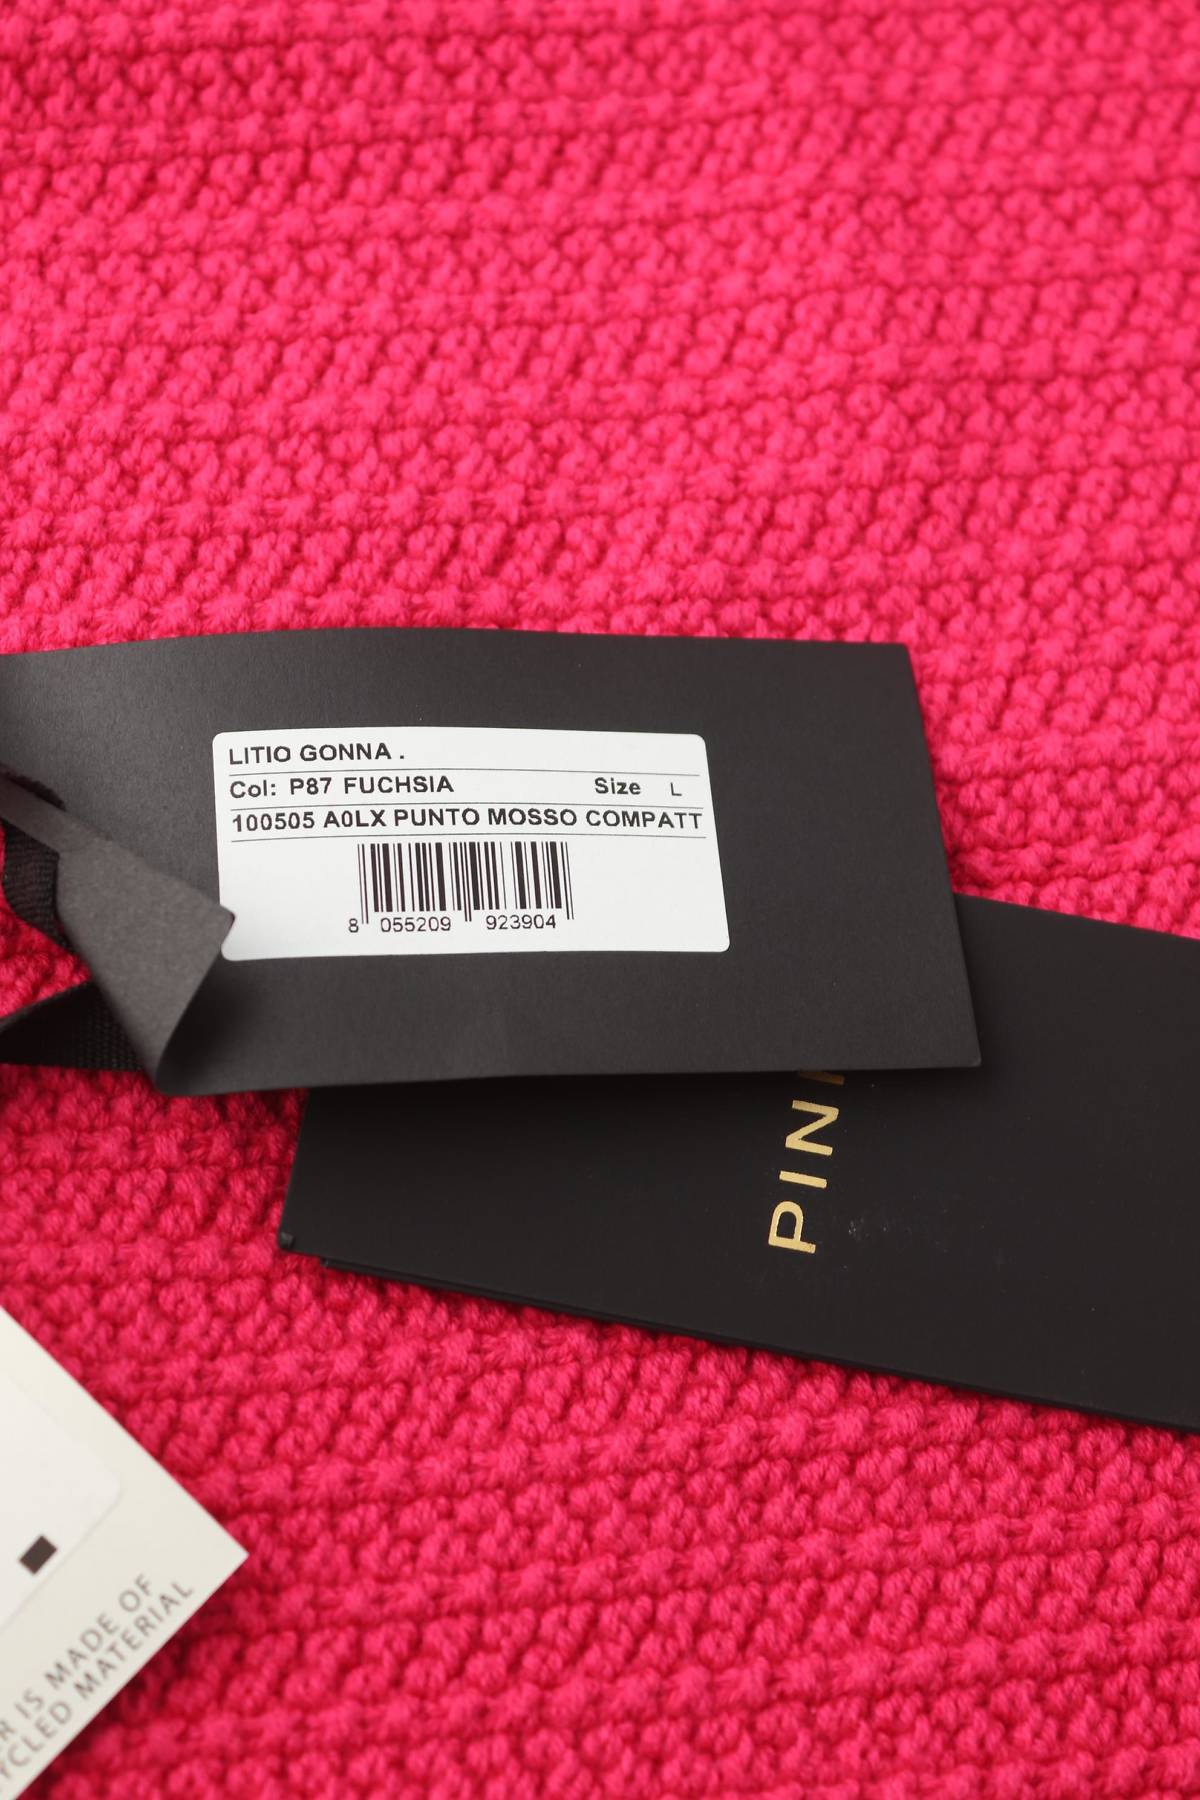 LITIO GONNA .
Col: P87 FUCHSIA Size L
100505 A0LX PUNTO MOSSO COMPATT
8 055209 923904
PIN
IS MADE OF
MATERIAL